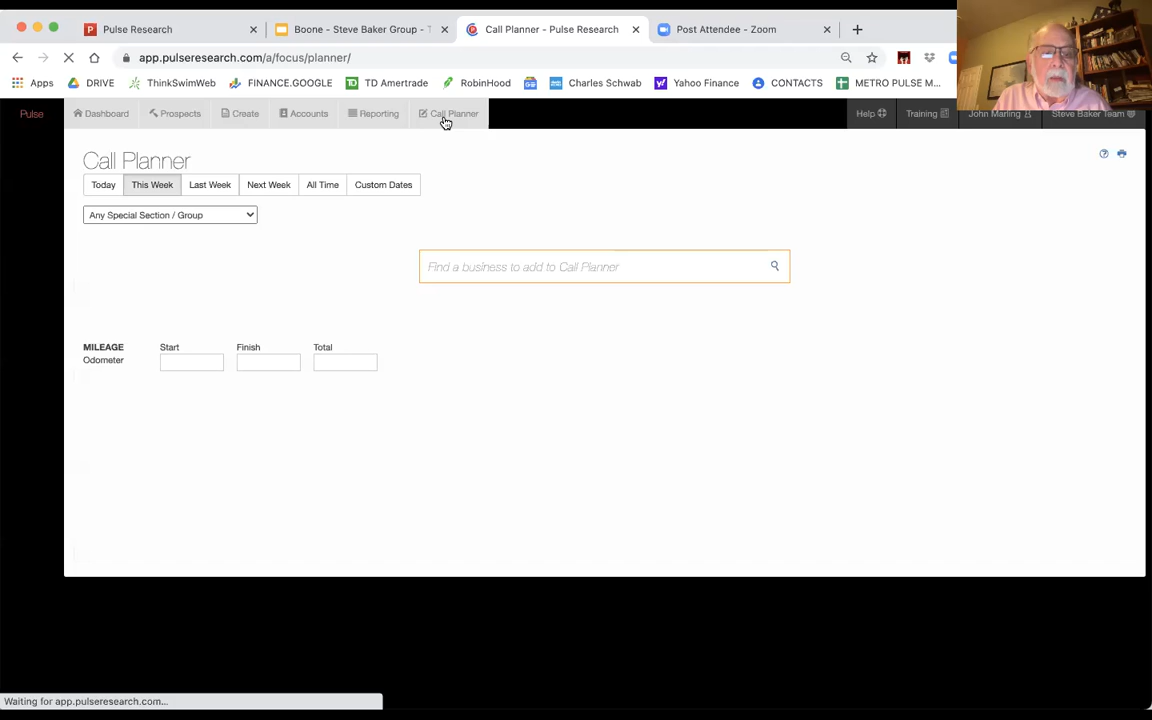 Pulse Research
Boone - Steve Baker Group - T
Call Planner - Pulse Research
Post Attendee - Zoom
app.pulseresearch.com/a/focus/planner/
Apps
DRIVE
ThinkSwimWeb
FINANCE.GOOGLE
TD Amertrade
RobinHood
Charles Schwab
Yahoo Finance
CONTACTS
METRO PULSE M...
Pulse
Dashboard
Prospects
Create
Accounts
Reporting
Call Planner
Help
Training
John Marling
Steve Baker Team
Call Planner
Today
This Week
Last Week
Next Week
All Time
Custom Dates
Any Special Section / Group
Find a business to add to Call Planner
MILEAGE
Odometer
Start
Finish
Total
Waiting for app.pulseresearch.com...